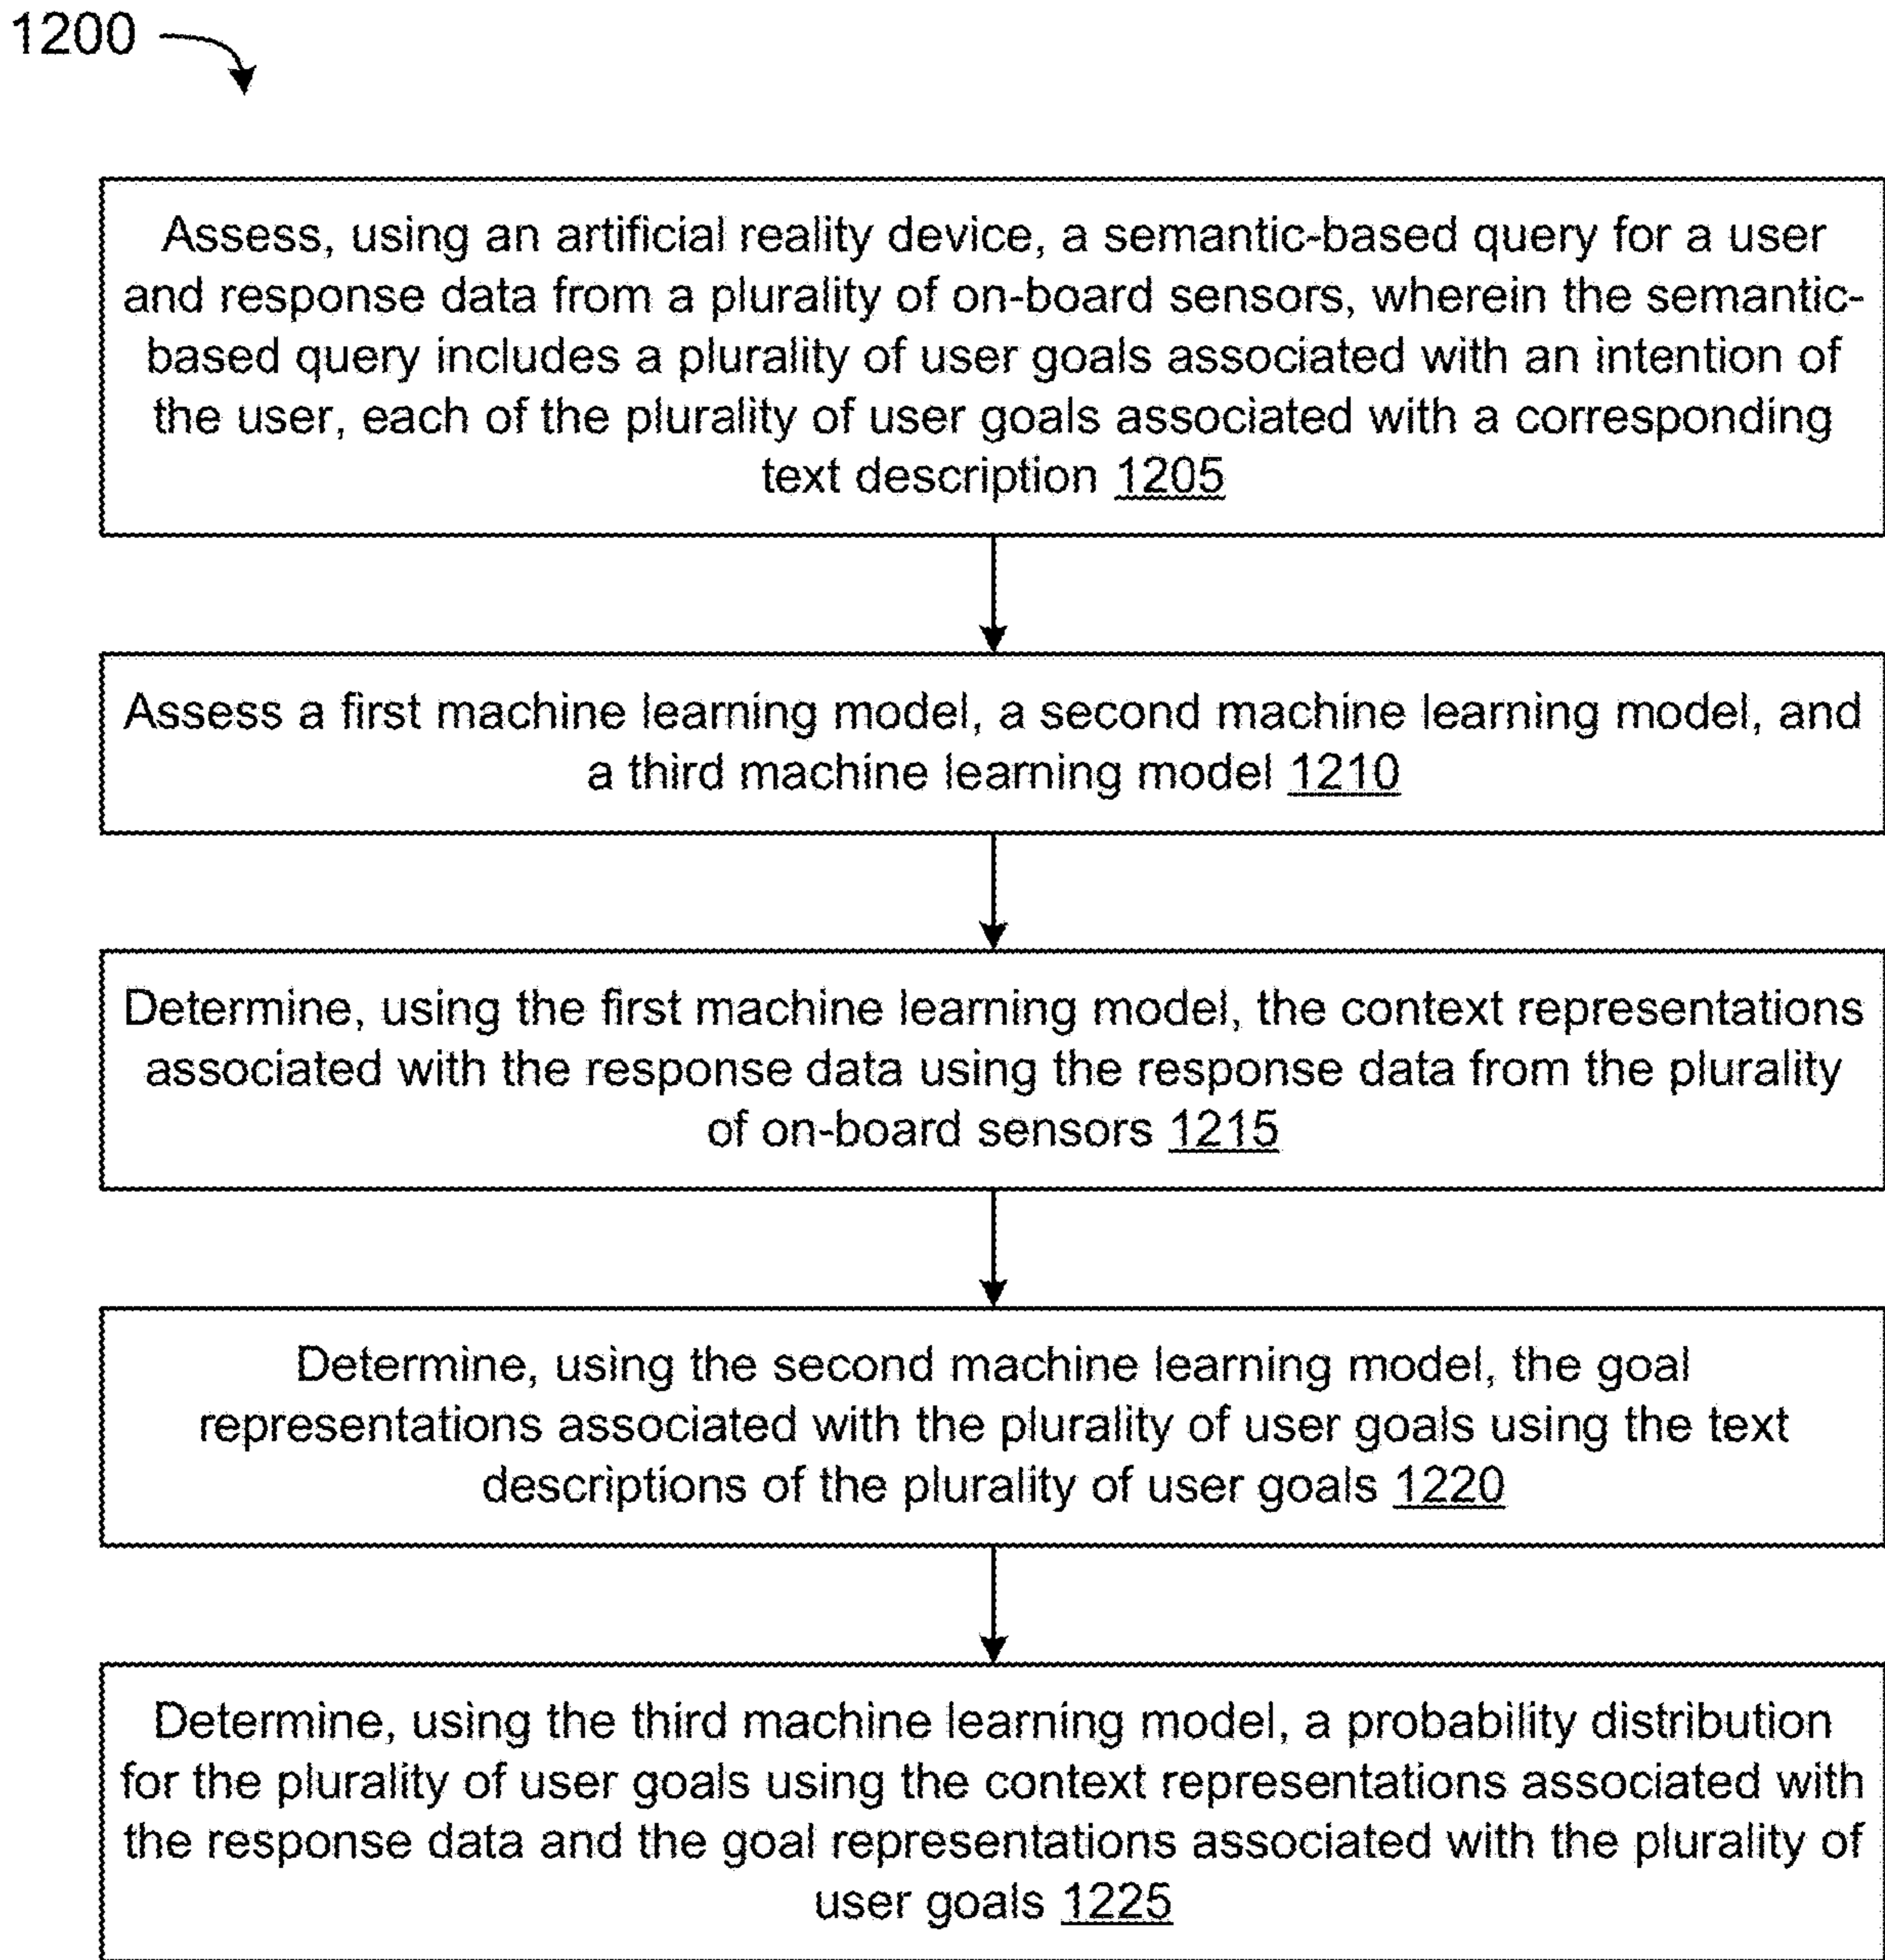 1200
Assess, using an artificial reality device, a semantic-based query for a user
and response data from a plurality of on-board sensors, wherein the semantic-
based query includes a plurality of user goals associated with an intention of
the user, each of the plurality of user goals associated with a corresponding
text description 1205
Assess a first machine learning model, a second machine learning model, and
a third machine learning model 1210
Determine, using the first machine learning model, the context representations
associated with the response data using the response data from the plurality
of on-board sensors 1215
Determine, using the second machine learning model, the goal
representations associated with the plurality of user goals using the text
descriptions of the plurality of user goals 1220
Determine, using the third machine learning model, a probability distribution
for the plurality of user goals using the context representations associated with
the response data and the goal representations associated with the plurality of
user goals 1225